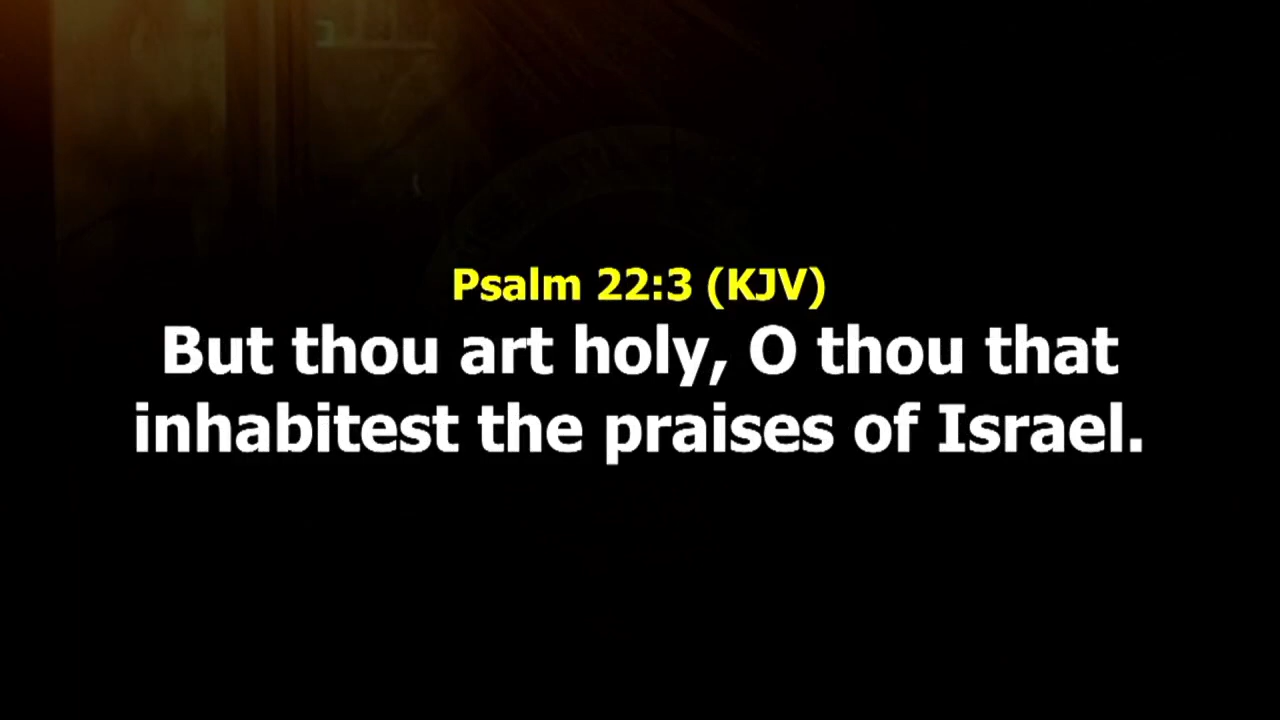 Psalm 22:3 (KJV)
But thou art holy, O thou that
inhabitest the praises of Israel.